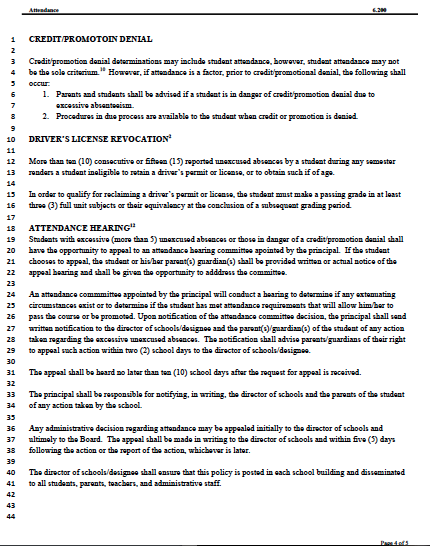 Attendance 6.200
1 CREDIT/PROMOTOIN DENIAL
2
3 Credit/promotion denial determinations may include student attendance, however, student attendance may not
4 be the sole criterium.10 However, if attendance is a factor, prior to credit/promotional denial, the following shall
5 occur:
6 1. Parents and students shall be advised if a student is in danger of credit/promotion denial due to
7 excessive absenteeism.
8 2. Procedures in due process are available to the student when credit or promotion is denied.
9
10 DRIVER'S LICENSE REVOCATION2
11
12 More than ten (10) consecutive or fifteen (15) reported unexcused absences by a student during any semester
13 renders a student ineligible to retain a driver's permit or license, or to obtain such if of age.
14
15 In order to qualify for reclaiming a driver's permit or license, the student must make a passing grade in at least
16 three (3) full unit subjects or their equivalency at the conclusion of a subsequent grading period.
17
18 ATTENDANCE HEARING12
19 Students with excessive (more than 5) unexcused absences or those in danger of a credit/promotion denial shall
20 have the opportunity to appeal to an attendance hearing committee appointed by the principal. If the student
21 chooses to appeal, the student or his/her parent(s) guardian(s) shall be provided written or actual notice of the
22 appeal hearing and shall be given the opportunity to adddress the committee.
23
24 An attendance commmittee appointed by the principal will conduct a hearing to determine if any extenuating
25 circumstances exist or to determine if the student has met attendance requirements that will allow him/her to
26 pass the course or be promoted. Upon notification of the attendance committee decision, the principal shall send
27 written notification to the director of schools/designee and the parent(s)/guardian(s) of the student of any action
28 taken regarding the excessive unexcused absences. The notification shall advise parents/guardians of their right
29 to appeal such action within two (2) school days to the director of schools/designee.
30
31 The appeal shall be heard no later than ten (10) school days after the request for appeal is received.
32
33 The principal shall be responsible for notifying, in writing, the director of schools and the parents of the student
34 of any action taken by the school.
35
36 Any administrative decision regarding attendance may be appealed initially to the director of schools and
37 ultimely to the Board. The appeal shall be made in writing to the director of schools and within five (5) days
38 following the action or the report of the action, whichever is later.
39
40 The director of schools/designee shall ensure that this policy is posted in each school building and disseminated
41 to all students, parents, teachers, and administrative staff.
42
43
44
Page 4 of 5